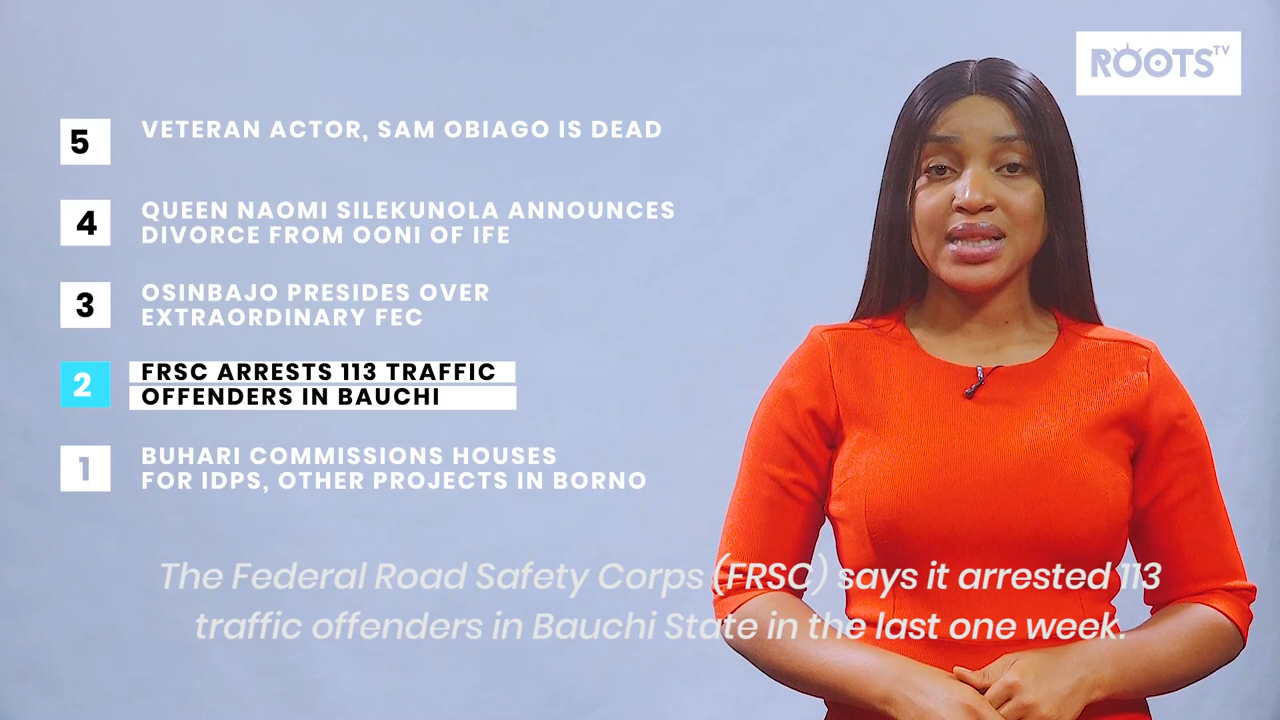 ROOTS TV
5 VETERAN ACTOR, SAM OBIAGO IS DEAD
4 QUEEN NAOMI SILEKUNOLA ANNOUNCES
DIVORCE FROM OONI OF IFE
3 OSINBAJO PRESIDES OVER
EXTRAORDINARY FEC
2 FRSC ARRESTS 113 TRAFFIC
OFFENDERS IN BAUCHI
1 BUHARI COMMISSIONS HOUSES
FOR IDPS, OTHER PROJECTS IN BORNO
The Federal Road Safety Corps (FRSC) says it arrested 113
traffic offenders in Bauchi State in the last one week.